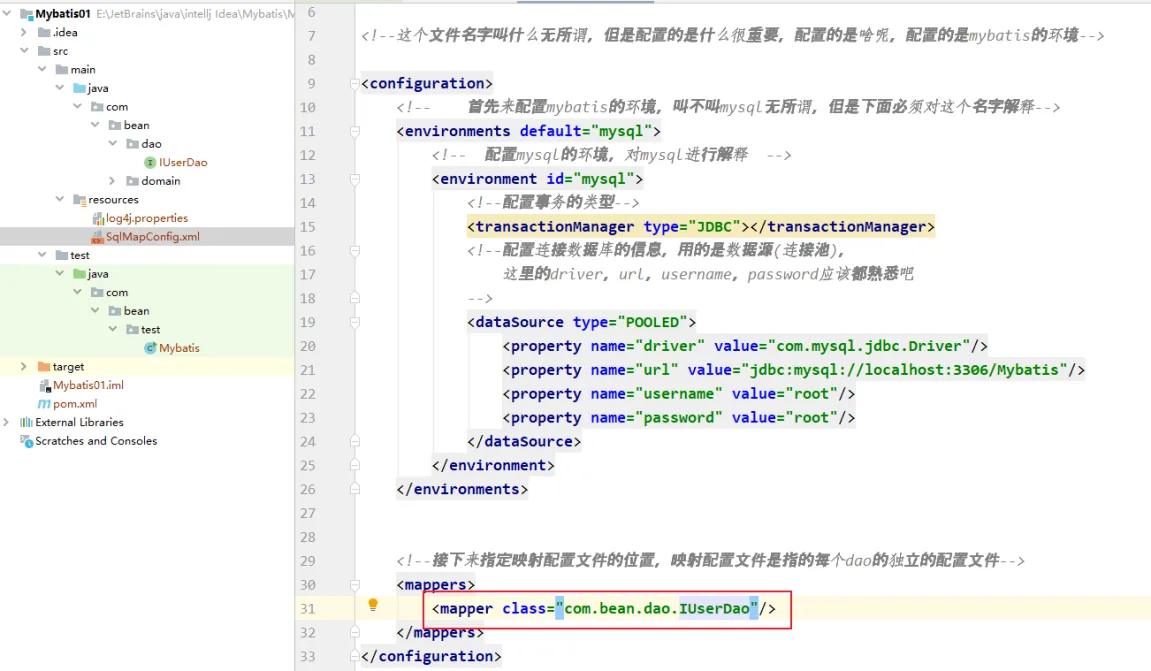 Mybatis01 E:\JetBrains\java\intellj Idea\Mybatis\M
.idea
src
main
java
com
bean
dao
IUserDao
domain
resources
log4j.properties
SqlMapConfig.xml
test
java
com
bean
test
Mybatis
target
Mybatis01.iml
pom.xml
External Libraries
Scratches and Consoles
6
7 <!--这个文件名字叫什么无所谓，但是配置的是什么很重要，配置的是啥呢，配置的是mybatis的环境-->
8
9 <configuration>
10 <!-- 首先来配置mybatis的环境，叫不叫mysql无所谓，但是下面必须对这个名字解释-->
11 <environments default="mysql">
12 <!-- 配置mysql的环境，对mysql进行解释 -->
13 <environment id="mysql">
14 <!--配置事务的类型-->
15 <transactionManager type="JDBC"></transactionManager>
16 <!--配置连接数据库的信息，用的是数据源(连接池)，
17 这里的driver，url，username，password应该都熟悉吧
18 -->
19 <dataSource type="POOLED">
20 <property name="driver" value="com.mysql.jdbc.Driver"/>
21 <property name="url" value="jdbc:mysql://localhost:3306/Mybatis"/>
22 <property name="username" value="root"/>
23 <property name="password" value="root"/>
24 </dataSource>
25 </environment>
26 </environments>
27
28
29 <!--接下来指定映射配置文件的位置，映射配置文件是指的每个dao的独立的配置文件-->
30 <mappers>
31 <mapper class="com.bean.dao.IUserDao"/>
32 </mappers>
33 </configuration>